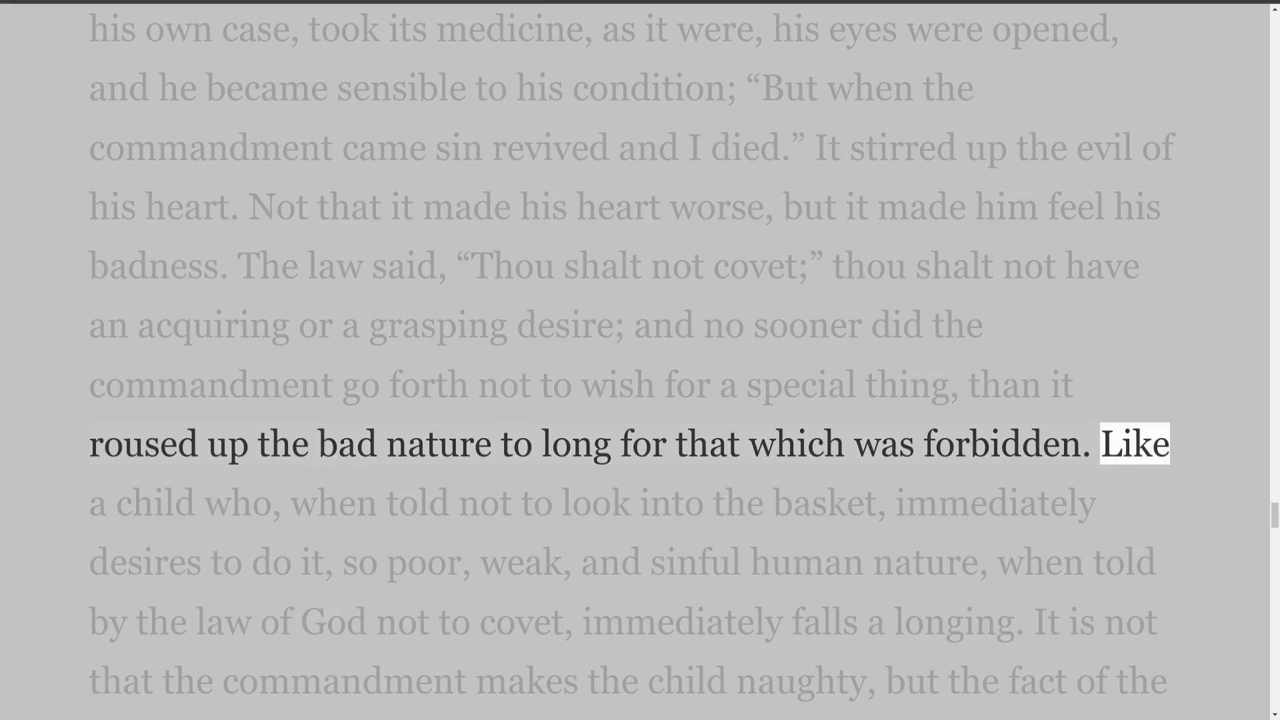 his own case, took its medicine, as it were, his eyes were opened,
and he became sensible to his condition; “But when the
commandment came sin revived and I died.” It stirred up the evil of
his heart. Not that it made his heart worse, but it made him feel his
badness. The law said, “Thou shalt not covet;” thou shalt not have
an acquiring or a grasping desire; and no sooner did the
commandment go forth not to wish for a special thing, than it
roused up the bad nature to long for that which was forbidden. Like
a child who, when told not to look into the basket, immediately
desires to do it, so poor, weak, and sinful human nature, when told
by the law of God not to covet, immediately falls a longing. It is not
that the commandment makes the child naughty, but the fact of the